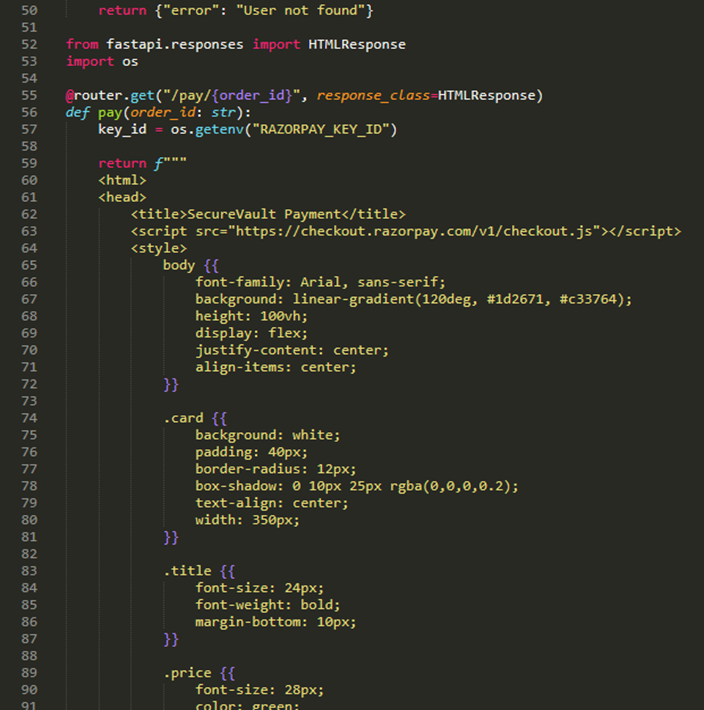 50 return {"error": "User not found"}
51
52 from fastapi.responses import HTMLResponse
53 import os
54
55 @router.get("/pay/{order_id}", response_class=HTMLResponse)
56 def pay(order_id: str):
57 key_id = os.getenv("RAZORPAY_KEY_ID")
58
59 return f"""
60 <html>
61 <head>
62 <title>SecureVault Payment</title>
63 <script src="https://checkout.razorpay.com/v1/checkout.js"></script>
64 <style>
65 body {{
66 font-family: Arial, sans-serif;
67 background: linear-gradient(120deg, #1d2671, #c33764);
68 height: 100vh;
69 display: flex;
70 justify-content: center;
71 align-items: center;
72 }}
73
74 .card {{
75 background: white;
76 padding: 40px;
77 border-radius: 12px;
78 box-shadow: 0 10px 25px rgba(0,0,0,0.2);
79 text-align: center;
80 width: 350px;
81 }}
82
83 .title {{
84 font-size: 24px;
85 font-weight: bold;
86 margin-bottom: 10px;
87 }}
88
89 .price {{
90 font-size: 28px;
91 color: green;